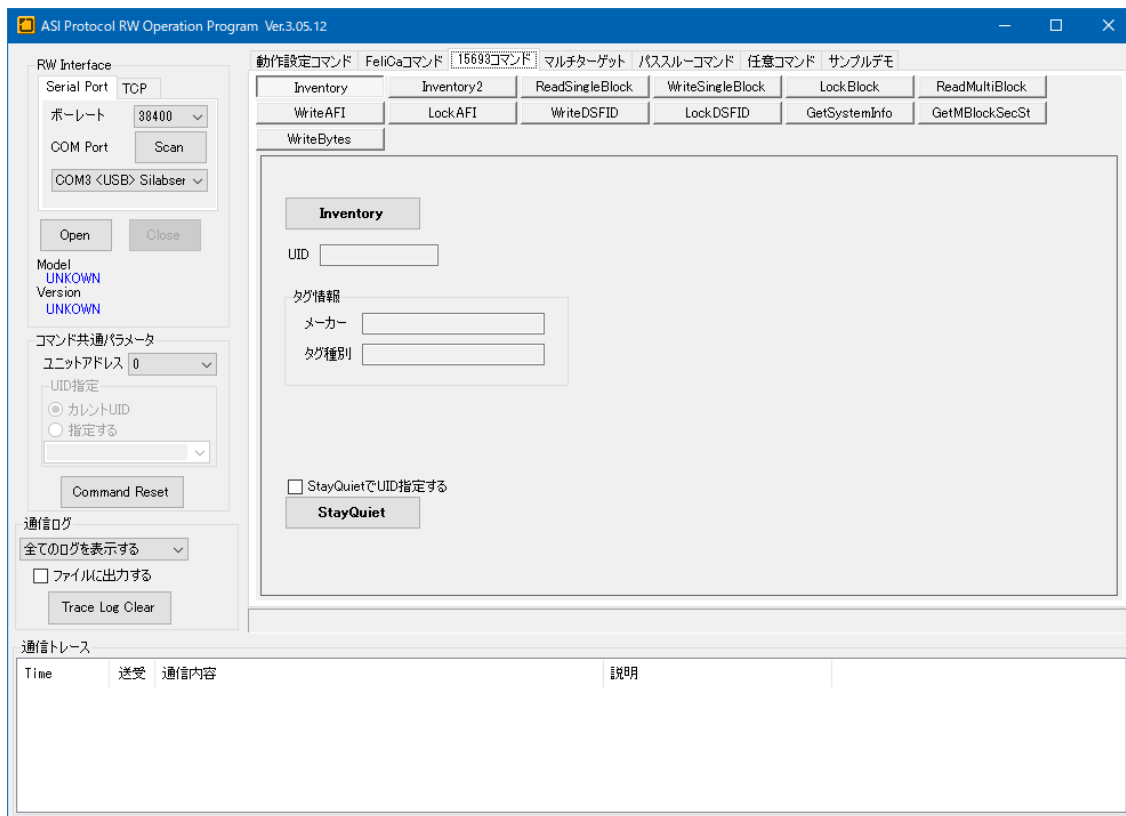 ASI Protocol RW Operation Program Ver.3.05.12
RW Interface
Serial Port TCP
ボーレート 38400
COM Port Scan
COM3 <USB> Silabser
Open Close
Model
UNKOWN
Version
UNKOWN
コマンド共通パラメータ
ユニットアドレス 0
UID指定
カレントUID
指定する
Command Reset
通信ログ
全てのログを表示する
ファイルに出力する
Trace Log Clear
動作設定コマンド FeliCaコマンド 15693コマンド マルチターゲット パススルーコマンド 任意コマンド サンプルデモ
Inventory Inventory2 ReadSingleBlock WriteSingleBlock LockBlock ReadMultiBlock
WriteAFI LockAFI WriteDSFID LockDSFID GetSystemInfo GetMBlockSecSt
WriteBytes
Inventory
UID
タグ情報
メーカー
タグ種別
StayQuietでUID指定する
StayQuiet
通信トレース
Time 送受 通信内容 説明